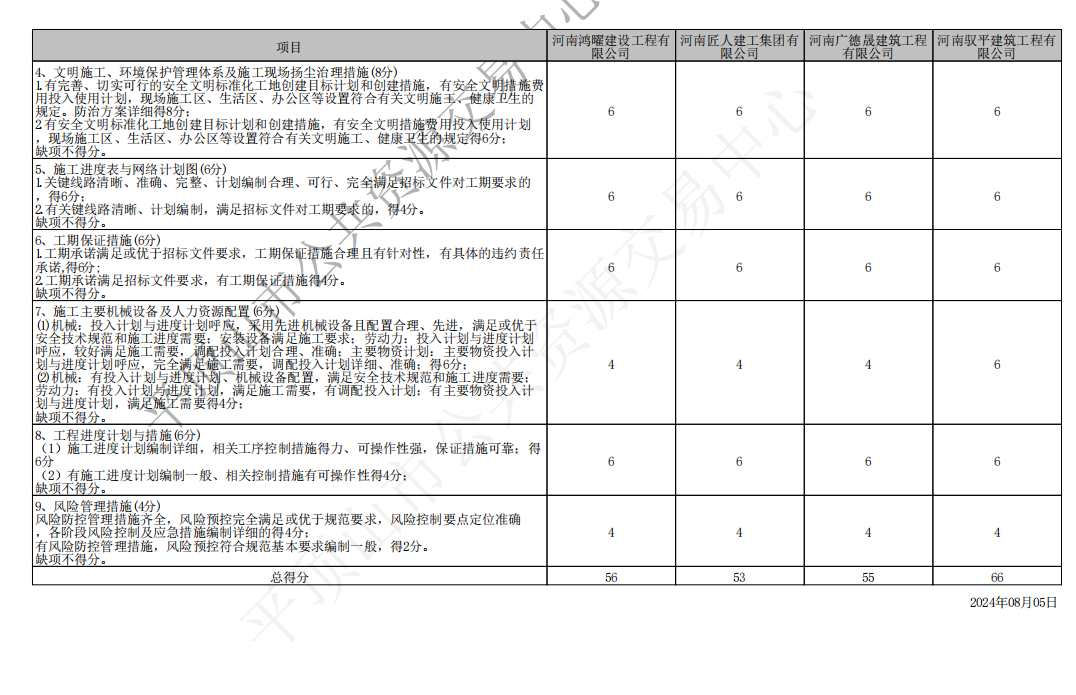 项目
河南鸿曜建设工程有限公司
河南匠人建工集团有限公司
河南广德晟建筑工程有限公司
河南驭平建筑工程有限公司
4、文明施工、环境保护管理体系及施工现场扬尘治理措施(8分)
1.有完善、切实可行的安全文明标准化工地创建目标计划和创建措施，有安全文明措施费
用投入使用计划，现场施工区、生活区、办公区等设置符合有关文明施工、健康卫生的
规定。防治方案详细得8分；
2.有安全文明标准化工地创建目标计划和创建措施，有安全文明措施费用投入使用计划
，现场施工区、生活区、办公区等设置符合有关文明施工、健康卫生的规定得6分；
缺项不得分。
6 6 6 6
5、施工进度表与网络计划图(6分)
1.关键线路清晰、准确、完整、计划编制合理、可行、完全满足招标文件对工期要求的
，得6分；
2.有关键线路清晰、计划编制，满足招标文件对工期要求的，得4分。
缺项不得分。
6 6 6 6
6、工期保证措施(6分)
1.工期承诺满足或优于招标文件要求，工期保证措施合理且有针对性，有具体的违约责任
承诺,得6分；
2.工期承诺满足招标文件要求，有工期保证措施得4分。
缺项不得分。
6 6 6 6
7、施工主要机械设备及人力资源配置(6分)
(1)机械：投入计划与进度计划呼应，采用先进机械设备且配置合理、先进，满足或优于
安全技术规范和施工进度需要；安装设备满足施工要求；劳动力：投入计划与进度计划
呼应，较好满足施工需要，调配投入计划合理、准确；主要物资计划：主要物资投入计
划与进度计划呼应，完全满足施工需要，调配投入计划详细、准确；得6分；
(2)机械：有投入计划与进度计划、机械设备配置，满足安全技术规范和施工进度需要；
劳动力：有投入计划与进度计划，满足施工需要，有调配投入计划；有主要物资投入计
划与进度计划，满足施工需要得4分；
缺项不得分。
4 4 4 6
8、工程进度计划与措施(6分)
（1）施工进度计划编制详细，相关工序控制措施得力、可操作性强，保证措施可靠；得
6分
（2）有施工进度计划编制一般、相关控制措施有可操作性得4分；
缺项不得分。
6 6 6 6
9、风险管理措施(4分)
风险防控管理措施齐全，风险预控完全满足或优于规范要求，风险控制要点定位准确
，各阶段风险控制及应急措施编制详细的得4分；
有风险防控管理措施，风险预控符合规范基本要求编制一般，得2分。
缺项不得分。
4 4 4 4
总得分 56 53 55 66
2024年08月05日
平顶山市公共资源交易中心
平顶山市公共资源交易中心